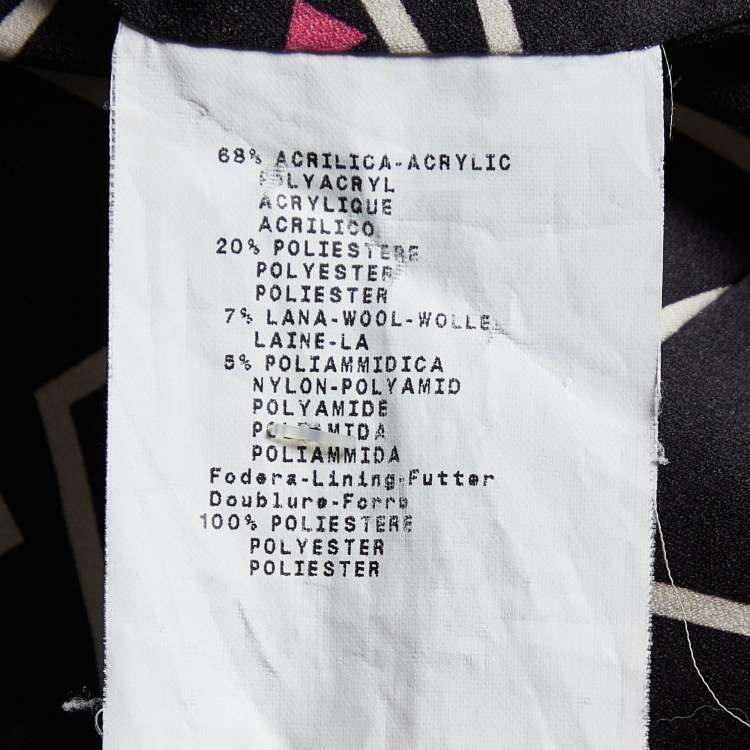 68% ACRILICA-ACRYLIC
POLYACRYL
ACRYLIQUE
ACRILICO
20% POLIESTERE
POLYESTER
POLIESTER
7% LANA-WOOL-WOLLE
LAINE-LA
5% POLIAMMIDICA
NYLON-POLYAMID
POLYAMIDE
POLIAMMIDA
Fodera-Lining-Futter
Doublure-Forro
100% POLIESTERE
POLYESTER
POLIESTER